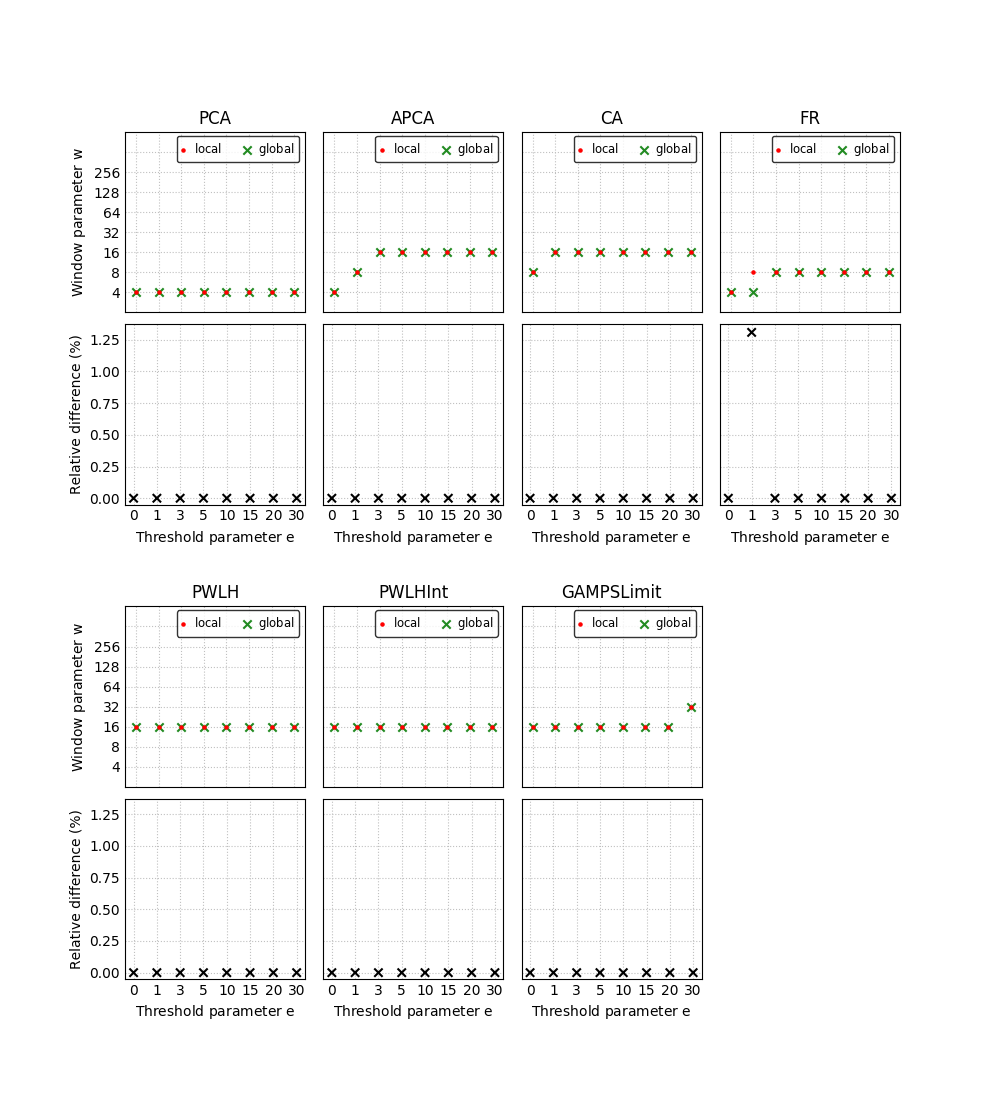 PCA APCA CA FR
local global local global local global local global
Window parameter w
256
128
64
32
16
8
4
Relative difference (%)
1.25
1.00
0.75
0.50
0.25
0.00
0 1 3 5 10 15 20 30 0 1 3 5 10 15 20 30 0 1 3 5 10 15 20 30 0 1 3 5 10 15 20 30
Threshold parameter e Threshold parameter e Threshold parameter e Threshold parameter e
PWLH PWLHInt GAMPSLimit
local global local global local global
Window parameter w
256
128
64
32
16
8
4
Relative difference (%)
1.25
1.00
0.75
0.50
0.25
0.00
0 1 3 5 10 15 20 30 0 1 3 5 10 15 20 30 0 1 3 5 10 15 20 30
Threshold parameter e Threshold parameter e Threshold parameter e